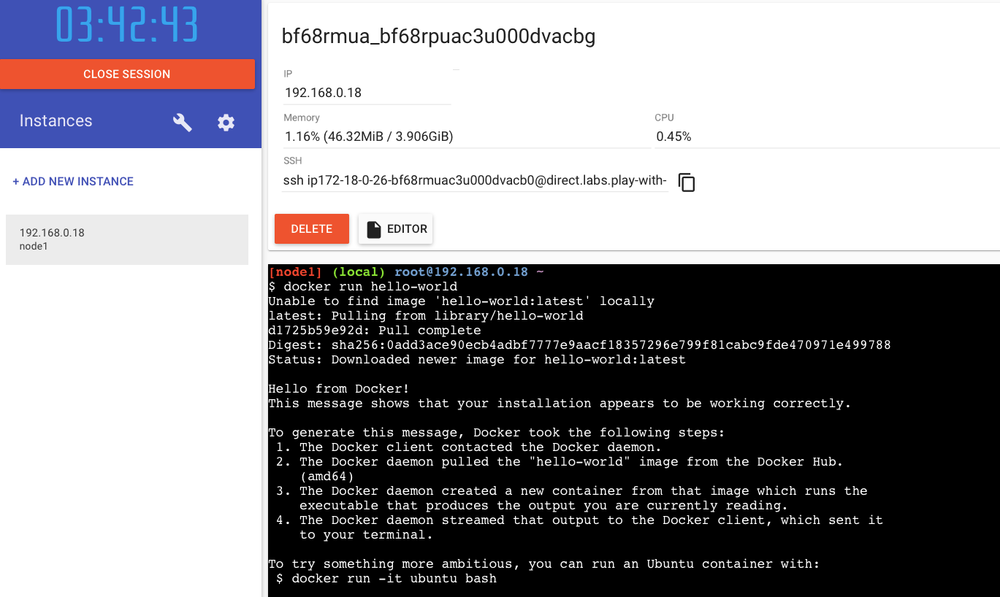 03:42:43
CLOSE SESSION
Instances
+ ADD NEW INSTANCE
192.168.0.18
node1
bf68rmua_bf68rpuac3u000dvacbg
IP
192.168.0.18
Memory
1.16% (46.32MiB / 3.906GiB)
CPU
0.45%
SSH
ssh ip172-18-0-26-bf68rmuac3u000dvacb0@direct.labs.play-with-
DELETE
EDITOR
[node1] (local) root@192.168.0.18 ~
$ docker run hello-world
Unable to find image 'hello-world:latest' locally
latest: Pulling from library/hello-world
d1725b59e92d: Pull complete
Digest: sha256:0add3ace90ecb4adbf7777e9aacf18357296e799f81cabc9fde470971e499788
Status: Downloaded newer image for hello-world:latest

Hello from Docker!
This message shows that your installation appears to be working correctly.

To generate this message, Docker took the following steps:
 1. The Docker client contacted the Docker daemon.
 2. The Docker daemon pulled the "hello-world" image from the Docker Hub.
    (amd64)
 3. The Docker daemon created a new container from that image which runs the
    executable that produces the output you are currently reading.
 4. The Docker daemon streamed that output to the Docker client, which sent it
    to your terminal.

To try something more ambitious, you can run an Ubuntu container with:
 $ docker run -it ubuntu bash